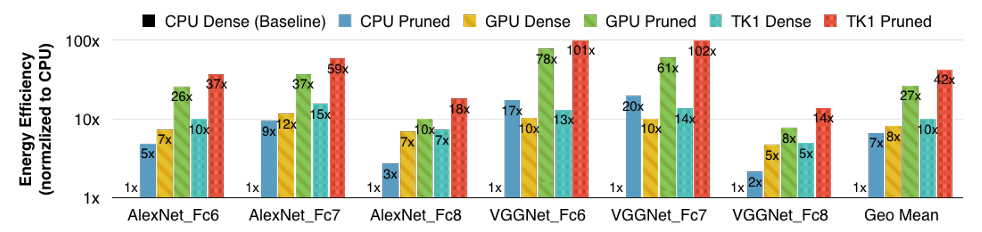 CPU Dense (Baseline) CPU Pruned GPU Dense GPU Pruned TK1 Dense TK1 Pruned
Energy Efficiency
(normzlized to CPU)
100x
10x
1x
1x 5x 7x 26x 10x 37x
1x 9x 12x 37x 15x 59x
1x 3x 7x 10x 7x 18x
1x 17x 10x 78x 13x 101x
1x 20x 10x 61x 14x 102x
1x 2x 5x 8x 5x 14x
1x 7x 8x 27x 10x 42x
AlexNet_Fc6 AlexNet_Fc7 AlexNet_Fc8 VGGNet_Fc6 VGGNet_Fc7 VGGNet_Fc8 Geo Mean